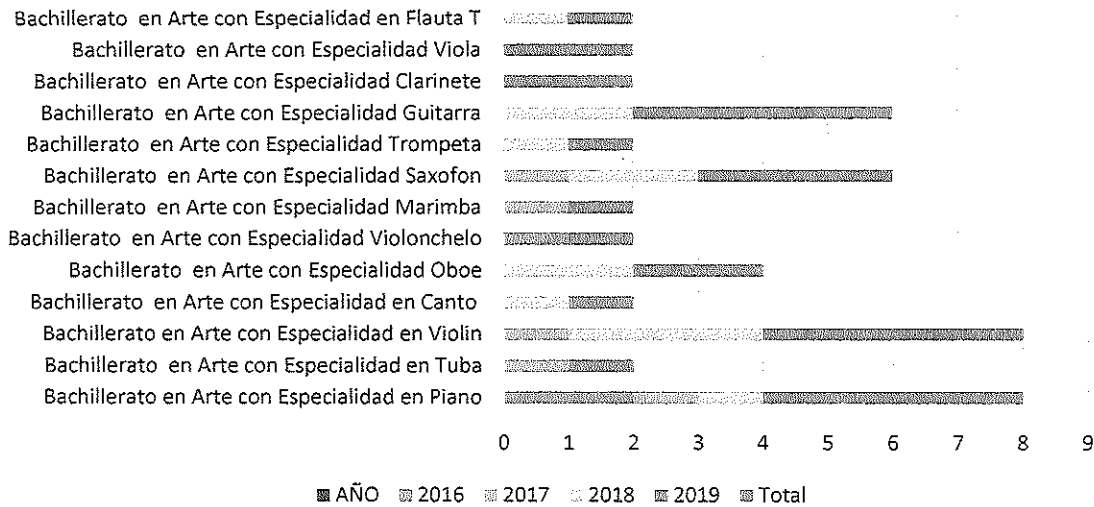 Bachillerato en Arte con Especialidad en Flauta T
Bachillerato en Arte con Especialidad Viola
Bachillerato en Arte con Especialidad Clarinete
Bachillerato en Arte con Especialidad Guitarra
Bachillerato en Arte con Especialidad Trompeta
Bachillerato en Arte con Especialidad Saxofon
Bachillerato en Arte con Especialidad Marimba
Bachillerato en Arte con Especialidad Violonchelo
Bachillerato en Arte con Especialidad Oboe
Bachillerato en Arte con Especialidad en Canto
Bachillerato en Arte con Especialidad en Violin
Bachillerato en Arte con Especialidad en Tuba
Bachillerato en Arte con Especialidad en Piano
0 1 2 3 4 5 6 7 8 9
AÑO 2016 2017 2018 2019 Total